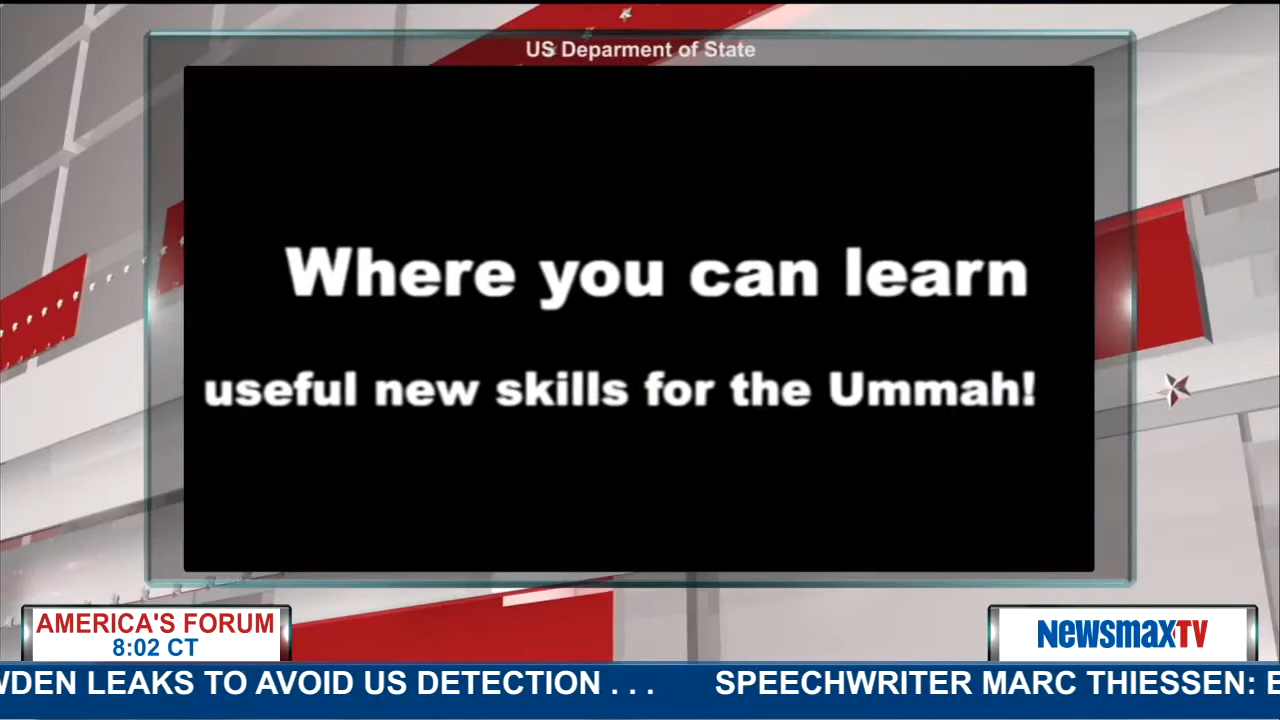 US Deparment of State
Where you can learn
useful new skills for the Ummah!
AMERICA'S FORUM
8:02 CT
NEWSMAXTV
WDEN LEAKS TO AVOID US DETECTION . . . SPEECHWRITER MARC THIESSEN: E